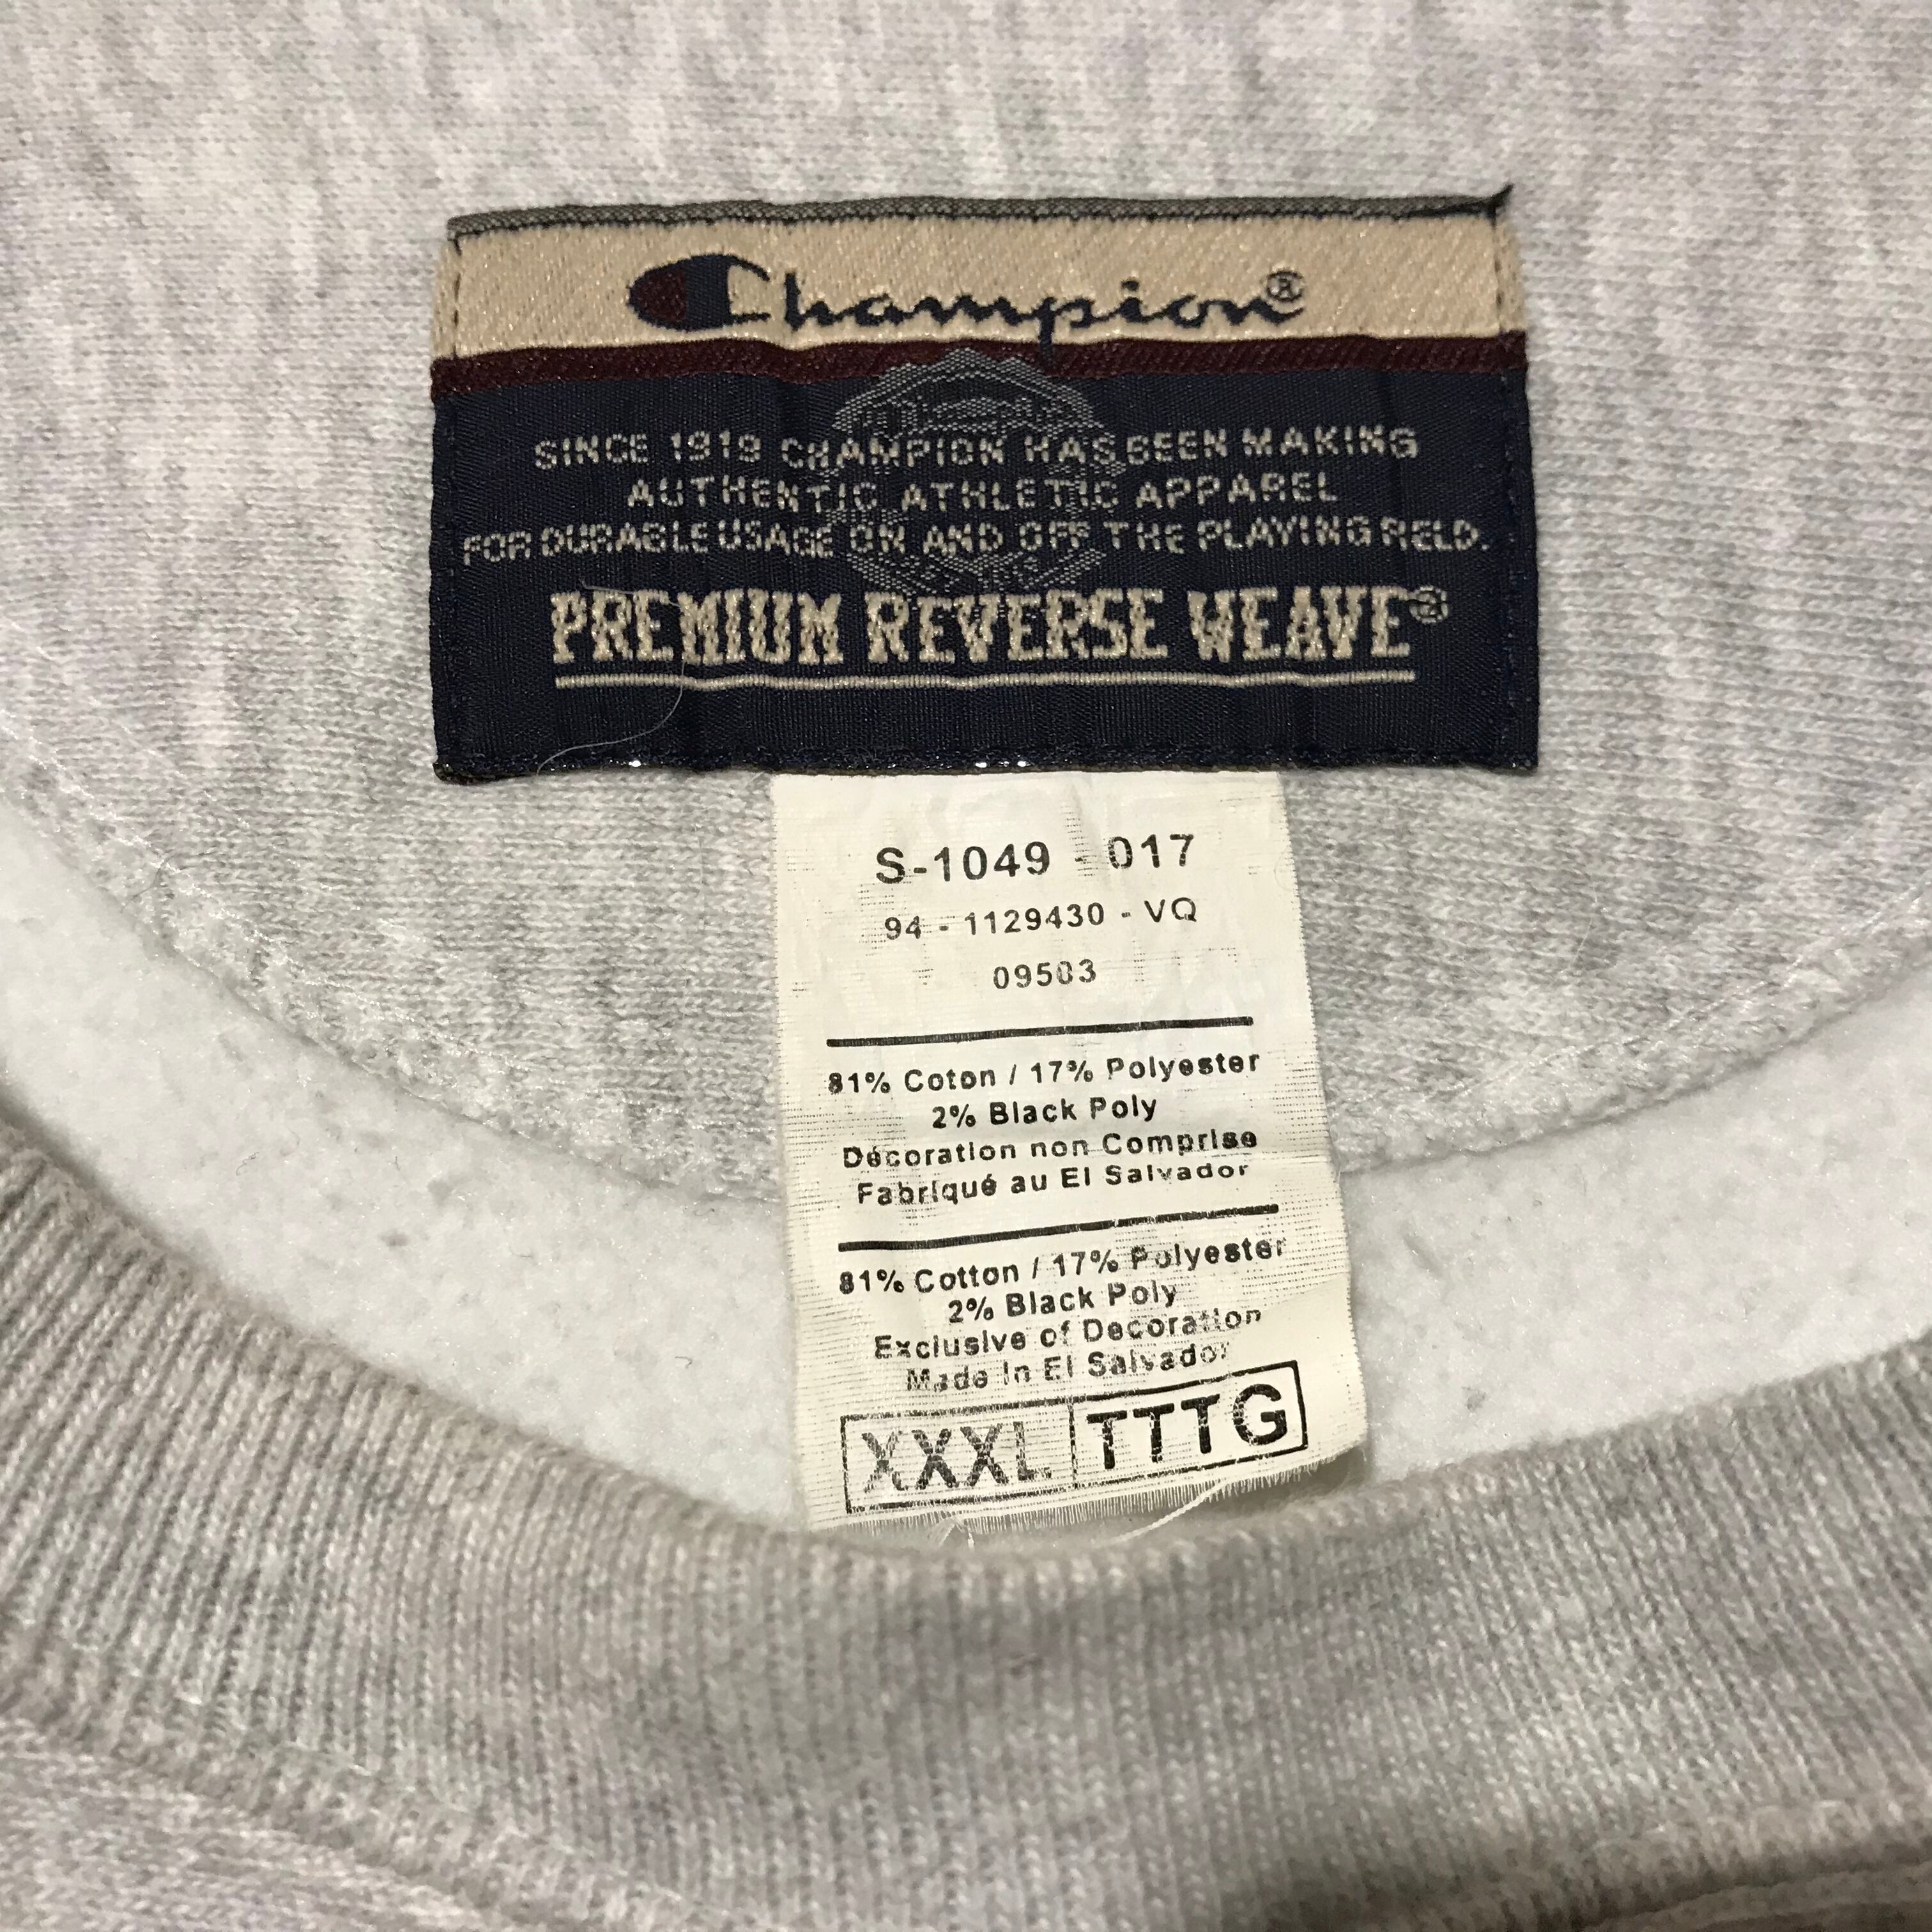 Champion®
SINCE 1919 CHAMPION HAS BEEN MAKING
AUTHENTIC ATHLETIC APPAREL
FOR DURABLE USAGE ON AND OFF THE PLAYING FIELD.
PREMIUM REVERSE WEAVE®
S-1049 - 017
94 - 1129430 - VQ
09503
81% Coton / 17% Polyester
2% Black Poly
Décoration non Comprise
Fabriqué au El Salvador
81% Cotton / 17% Polyester
2% Black Poly
Exclusive of Decoration
Made In El Salvador
XXXL TTTG